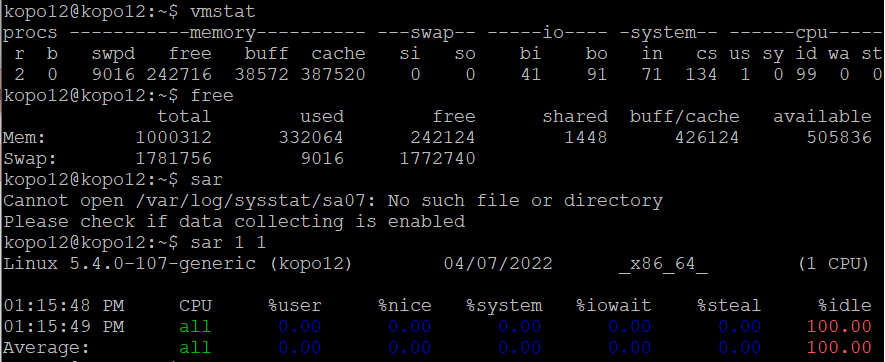 kopo12@kopo12:~$ vmstat
procs -----------memory---------- ---swap-- -----io---- -system-- ------cpu-----
 r  b   swpd   free   buff  cache   si   so    bi    bo   in   cs us sy id wa st
 2  0   9016 242716  38572 387520    0    0    41    91   71  134  1  0 99  0  0
kopo12@kopo12:~$ free
              total        used        free      shared  buff/cache   available
Mem:        1000312      332064      242124        1448      426124      505836
Swap:       1781756        9016     1772740
kopo12@kopo12:~$ sar
Cannot open /var/log/sysstat/sa07: No such file or directory
Please check if data collecting is enabled
kopo12@kopo12:~$ sar 1 1
Linux 5.4.0-107-generic (kopo12)        04/07/2022      _x86_64_        (1 CPU)
01:15:48 PM     CPU     %user     %nice   %system   %iowait    %steal     %idle
01:15:49 PM     all      0.00      0.00      0.00      0.00      0.00    100.00
Average:        all      0.00      0.00      0.00      0.00      0.00    100.00